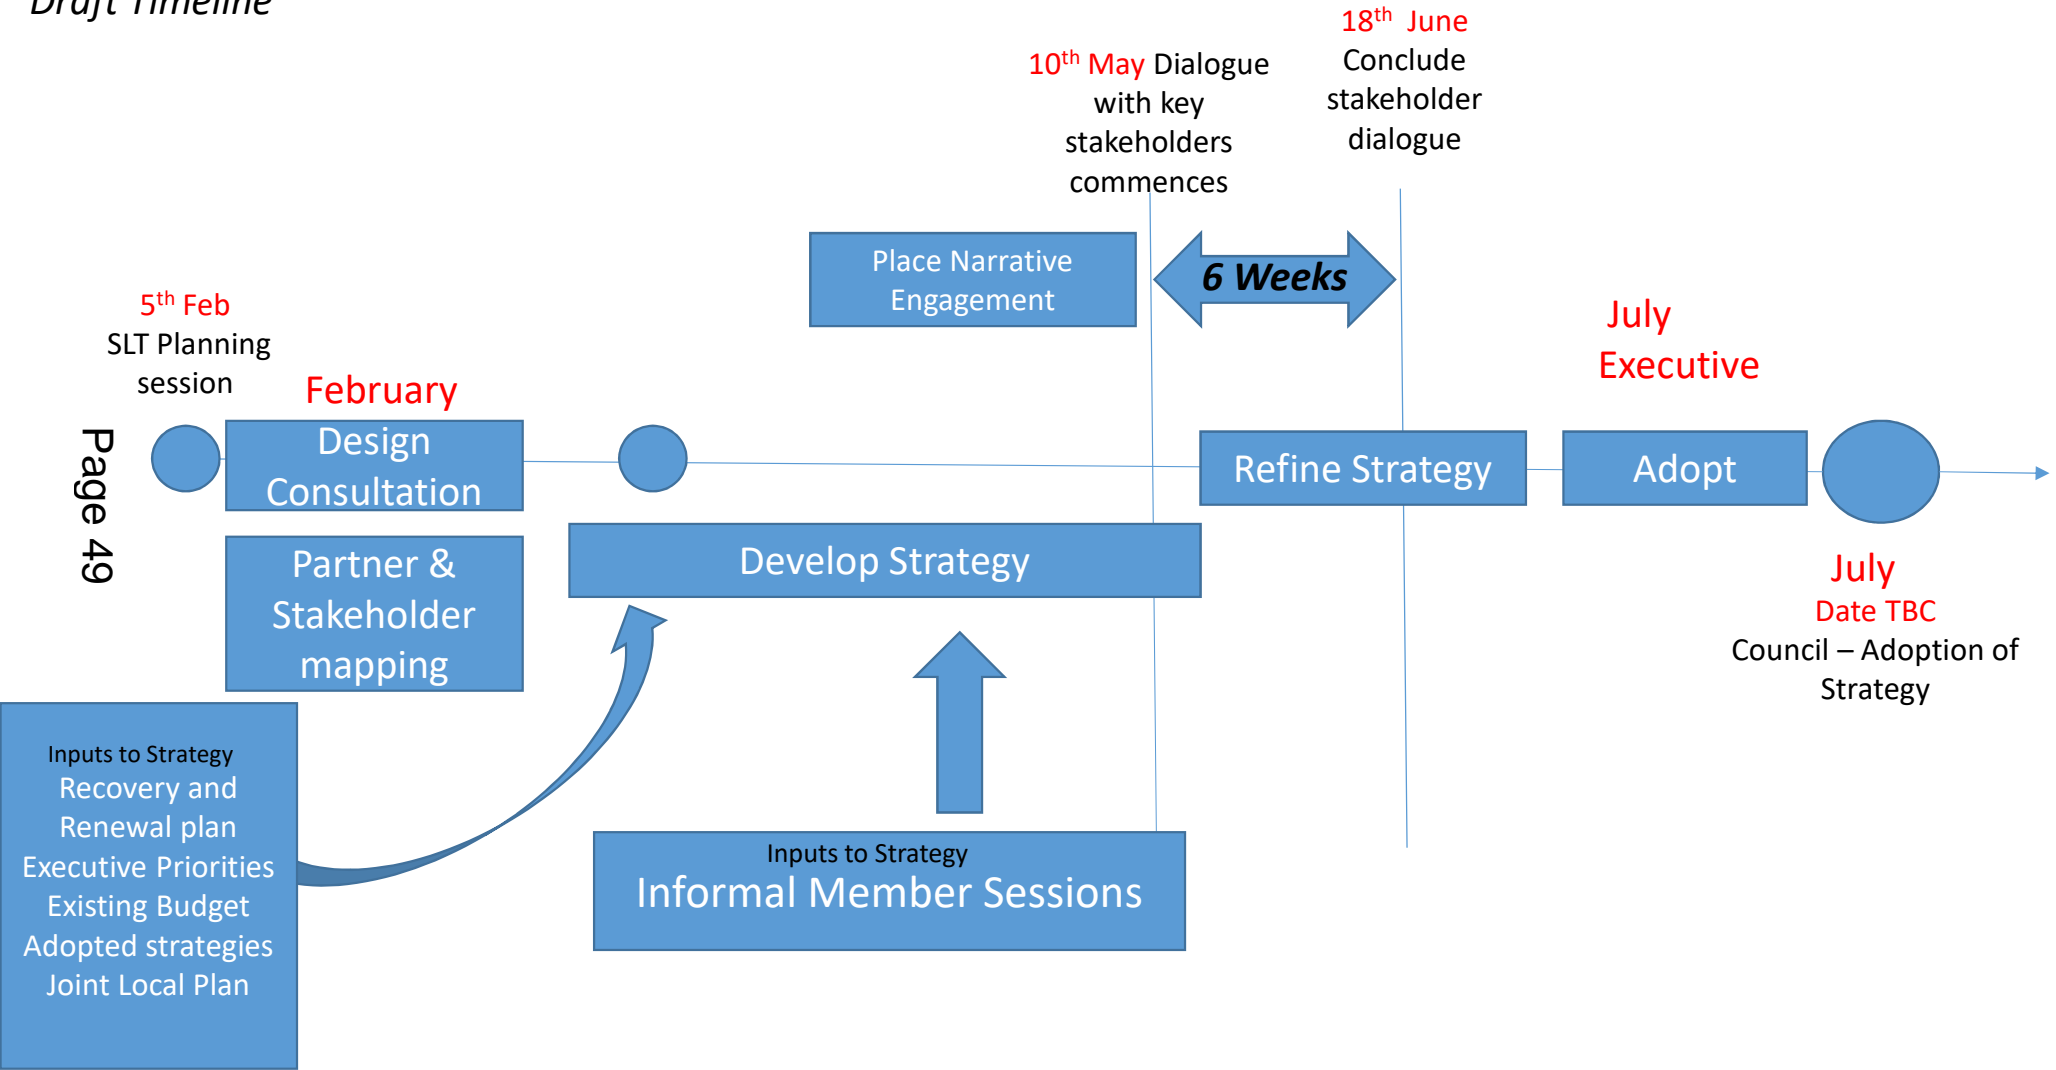 Draft Timeline
18th June
Conclude
stakeholder
dialogue
10th May Dialogue
with key
stakeholders
commences
Place Narrative
Engagement
6 Weeks
5th Feb
SLT Planning
session
February
July
Executive
Page 49
Design
Consultation
Refine Strategy
Adopt
Partner &
Stakeholder
mapping
Develop Strategy
July
Date TBC
Council – Adoption of
Strategy
Inputs to Strategy
Recovery and
Renewal plan
Executive Priorities
Existing Budget
Adopted strategies
Joint Local Plan
Inputs to Strategy
Informal Member Sessions